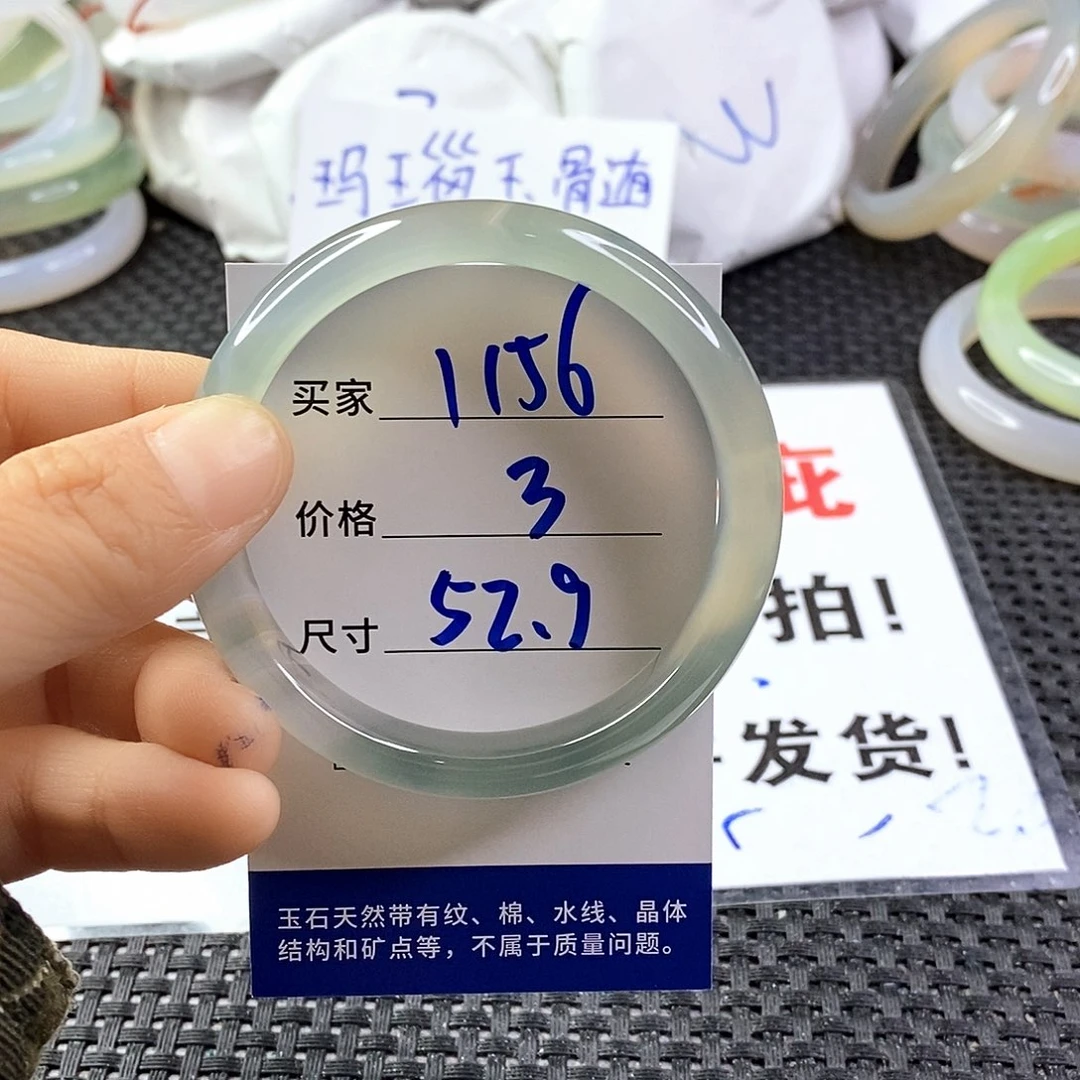 玛瑙玉骨髓
买家 1156
价格 3
尺寸 52.9
玉石天然带有纹、棉、水线、晶体
结构和矿点等，不属于质量问题。
疵
拍！
发货！